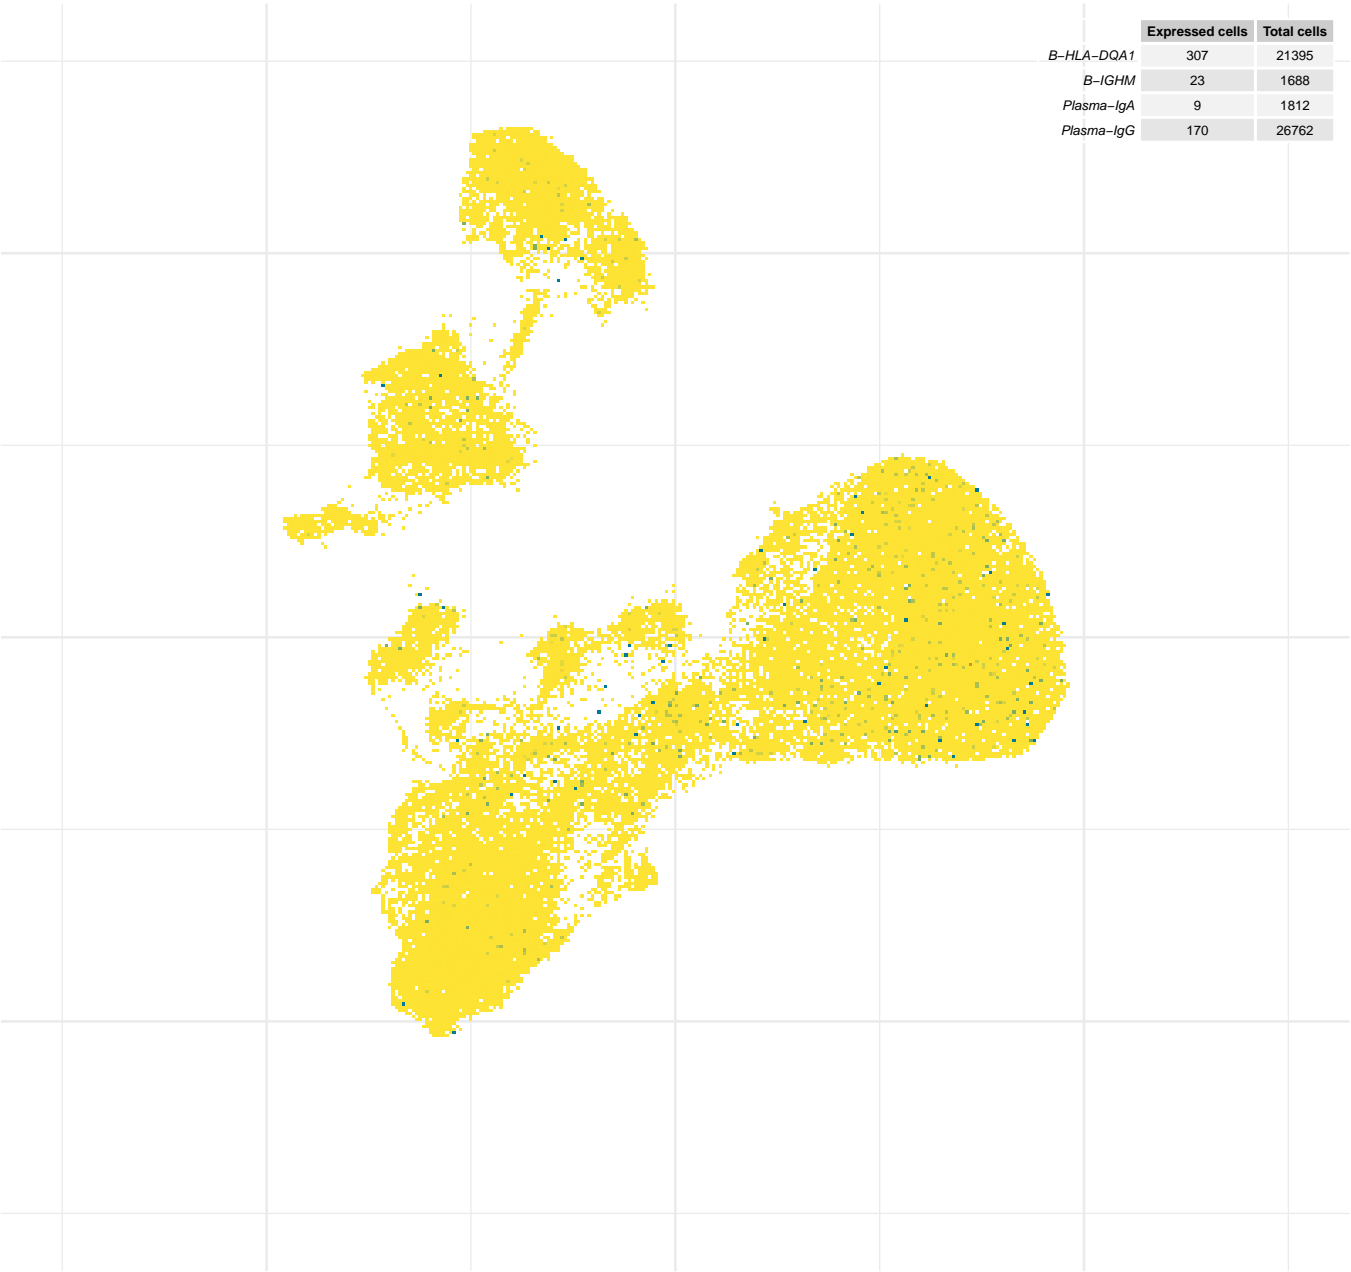 Expressed cells Total cells
B−HLA−DQA1 307 21395
B−IGHM 23 1688
Plasma−IgA 9 1812
Plasma−IgG 170 26762